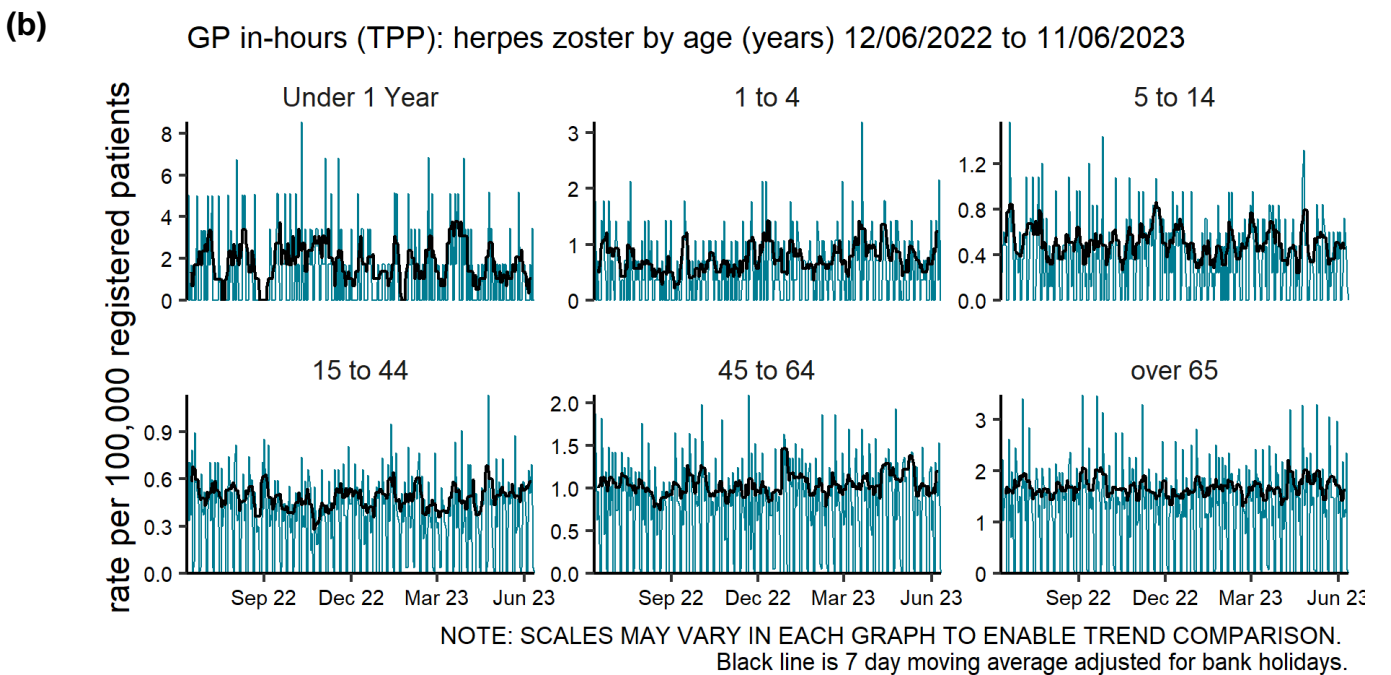 (b)
GP in-hours (TPP): herpes zoster by age (years) 12/06/2022 to 11/06/2023
rate per 100,000 registered patients
Under 1 Year
8
6
4
2
0
1 to 4
3
2
1
0
5 to 14
1.2
0.8
0.4
0.0
15 to 44
0.9
0.6
0.3
0.0
Sep 22 Dec 22 Mar 23 Jun 23
45 to 64
2.0
1.5
1.0
0.5
0.0
Sep 22 Dec 22 Mar 23 Jun 23
over 65
3
2
1
0
Sep 22 Dec 22 Mar 23 Jun 23
NOTE: SCALES MAY VARY IN EACH GRAPH TO ENABLE TREND COMPARISON.
Black line is 7 day moving average adjusted for bank holidays.